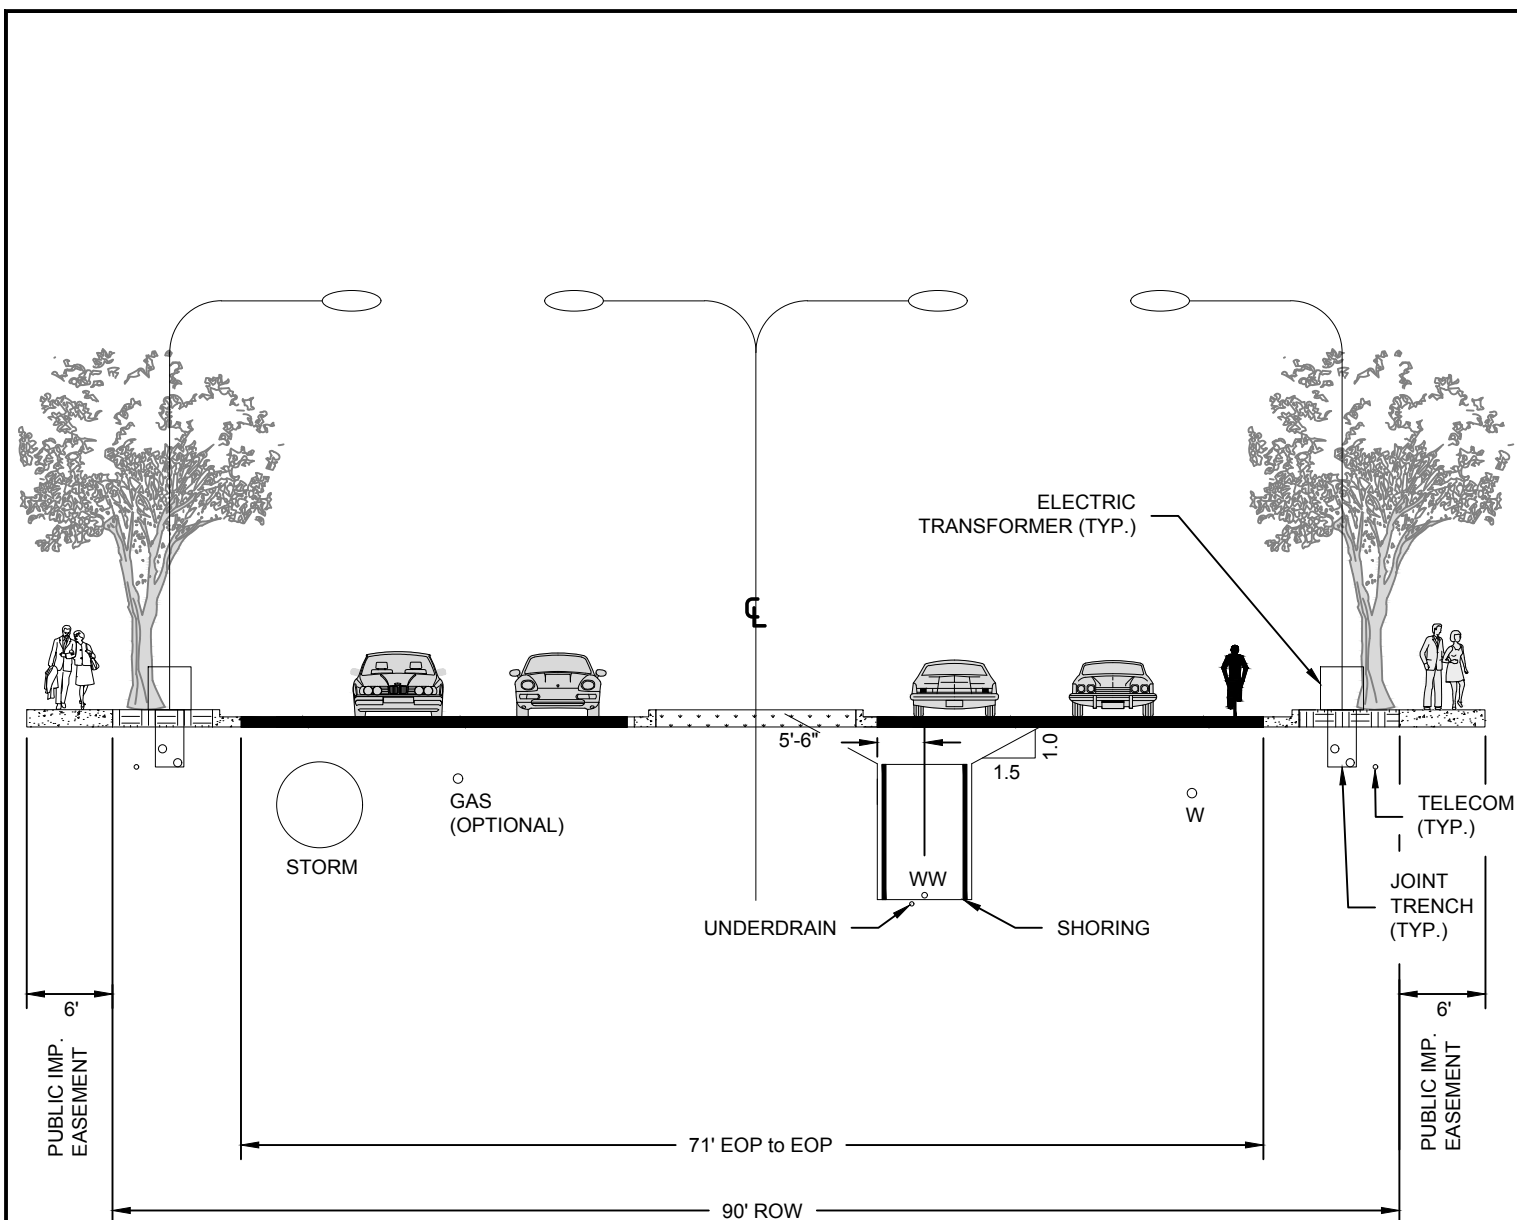 ELECTRIC
TRANSFORMER (TYP.)
CL
5'-6"
1.0
1.5
GAS
(OPTIONAL)
STORM
W
TELECOM
(TYP.)
WW
JOINT
TRENCH
(TYP.)
UNDERDRAIN
SHORING
6'
6'
PUBLIC IMP.
EASEMENT
PUBLIC IMP.
EASEMENT
71' EOP to EOP
90' ROW